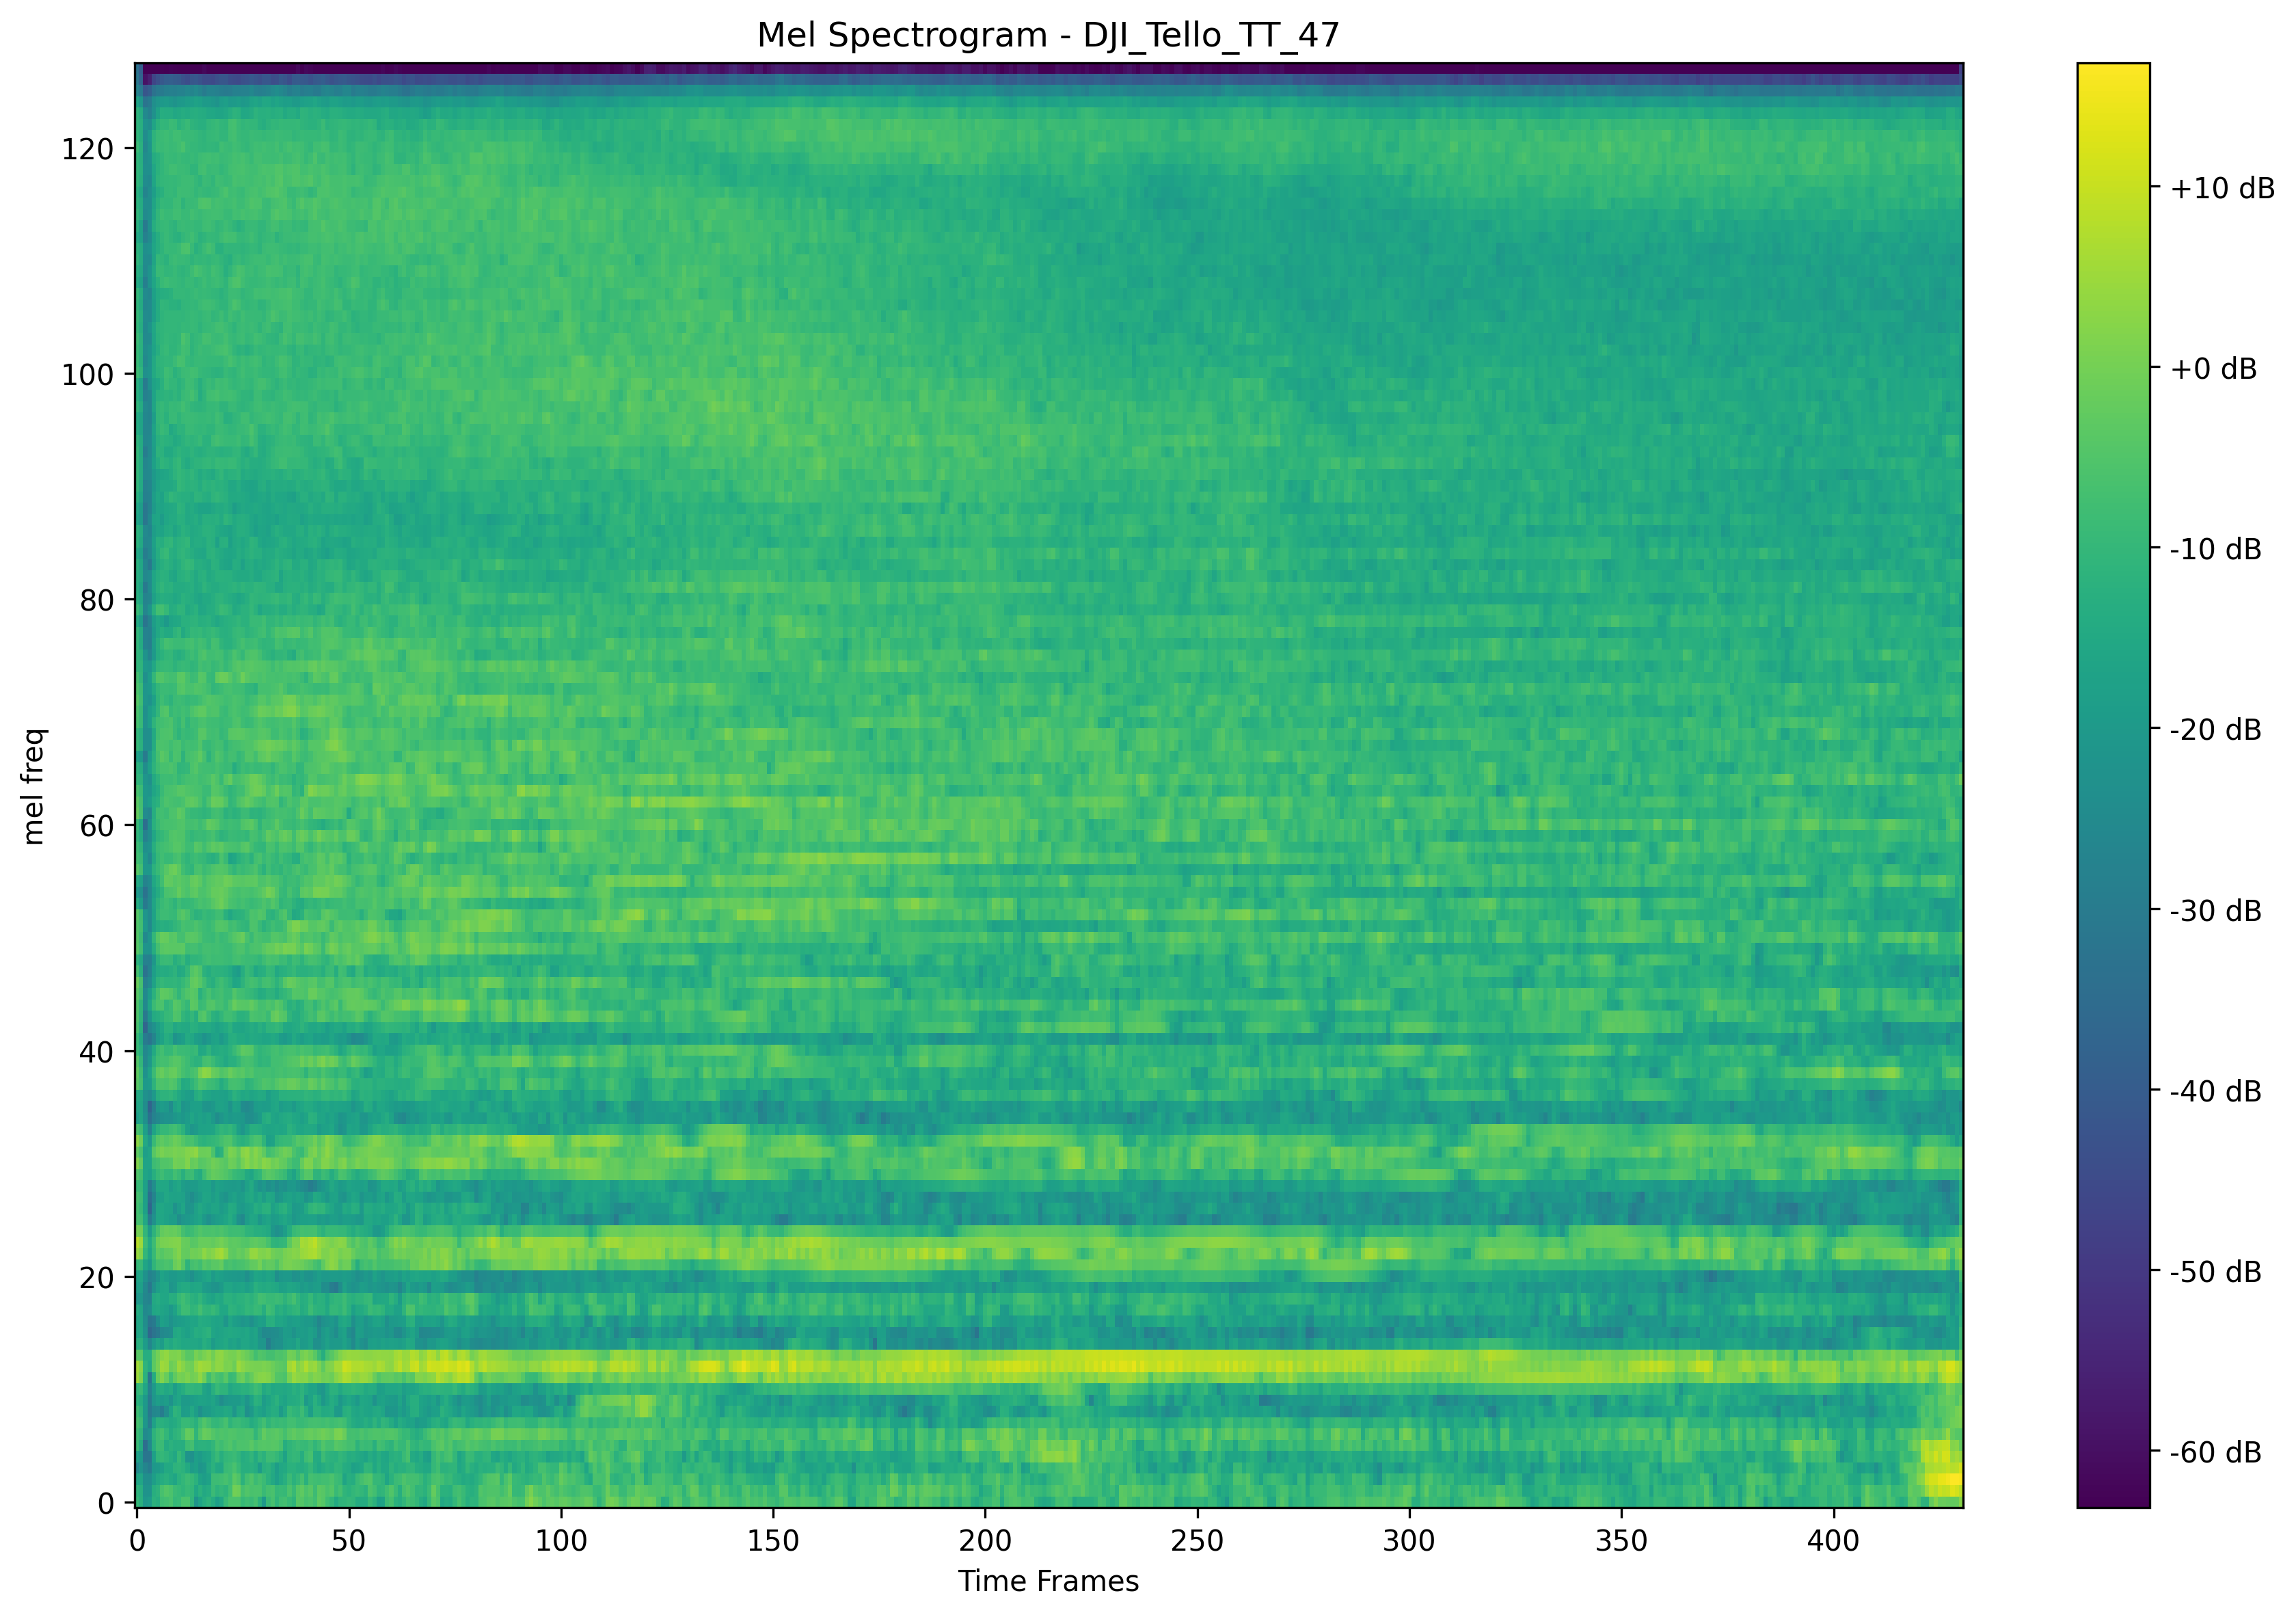 Mel Spectrogram - DJI_Tello_TT_47
120
100
80
60
40
20
0
mel freq
0 50 100 150 200 250 300 350 400
Time Frames
+10 dB
+0 dB
-10 dB
-20 dB
-30 dB
-40 dB
-50 dB
-60 dB